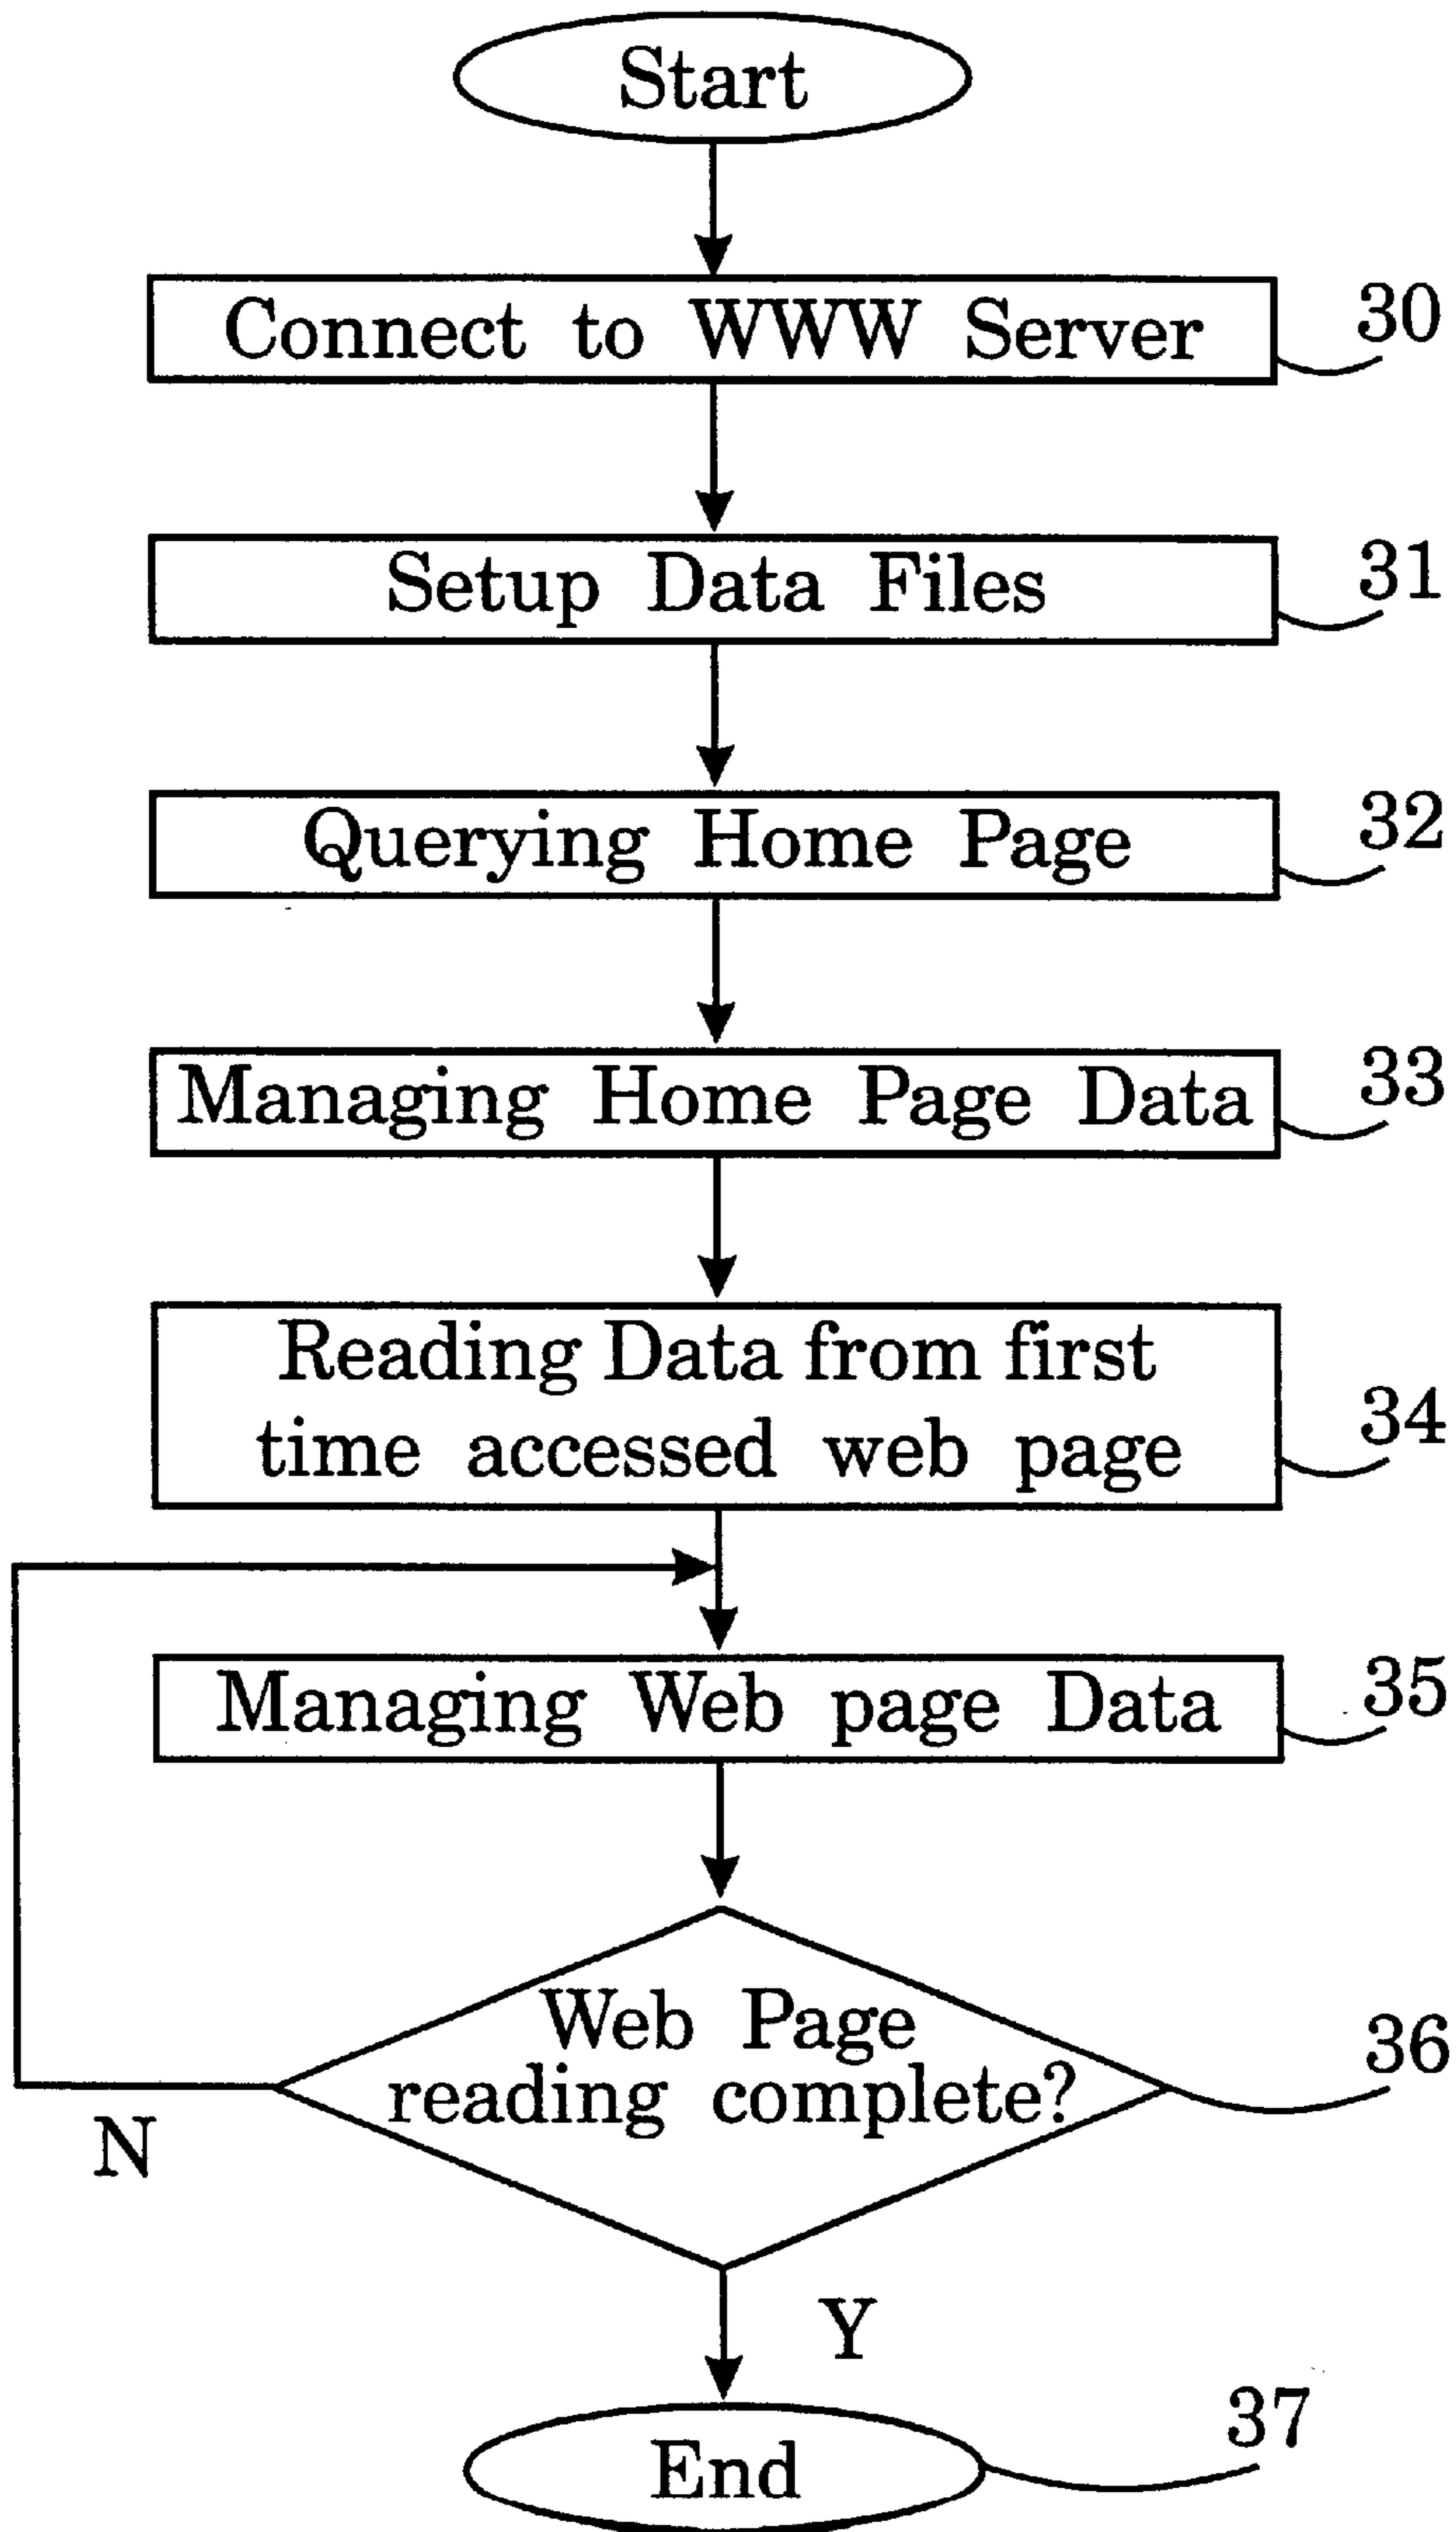 Start
Connect to WWW Server
30
Setup Data Files
31
Querying Home Page
32
Managing Home Page Data
33
Reading Data from first
time accessed web page
34
Managing Web page Data
35
Web Page
reading complete?
36
N
Y
End
37